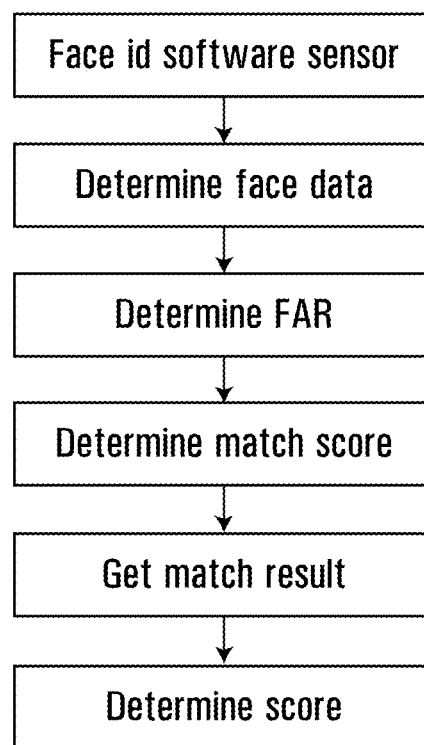 Face id software sensor
Determine face data
Determine FAR
Determine match score
Get match result
Determine score